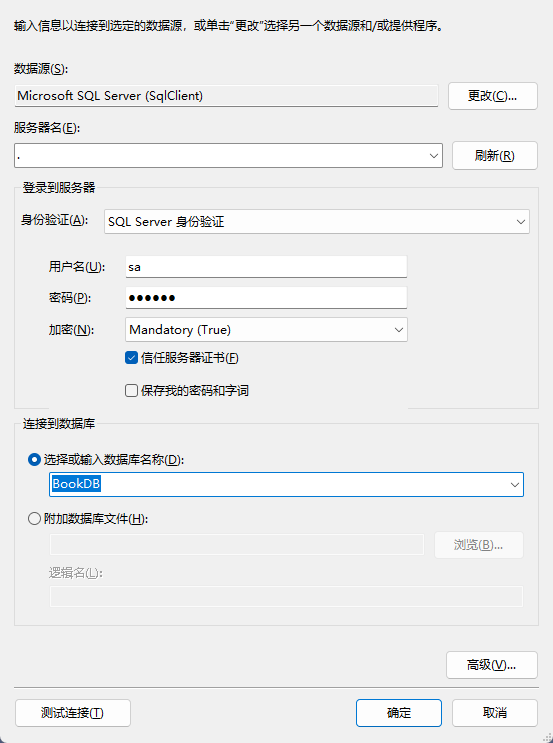 输入信息以连接到选定的数据源，或单击“更改”选择另一个数据源和/或提供程序。
数据源(S):
Microsoft SQL Server (SqlClient)
更改(C)...
服务器名(E):
.
刷新(R)
登录到服务器
身份验证(A):
SQL Server 身份验证
用户名(U):
sa
密码(P):
●●●●●●
加密(N):
Mandatory (True)
信任服务器证书(F)
保存我的密码和字词
连接到数据库
选择或输入数据库名称(D):
BookDB
附加数据库文件(H):
浏览(B)...
逻辑名(L):
高级(V)...
测试连接(T)
确定
取消